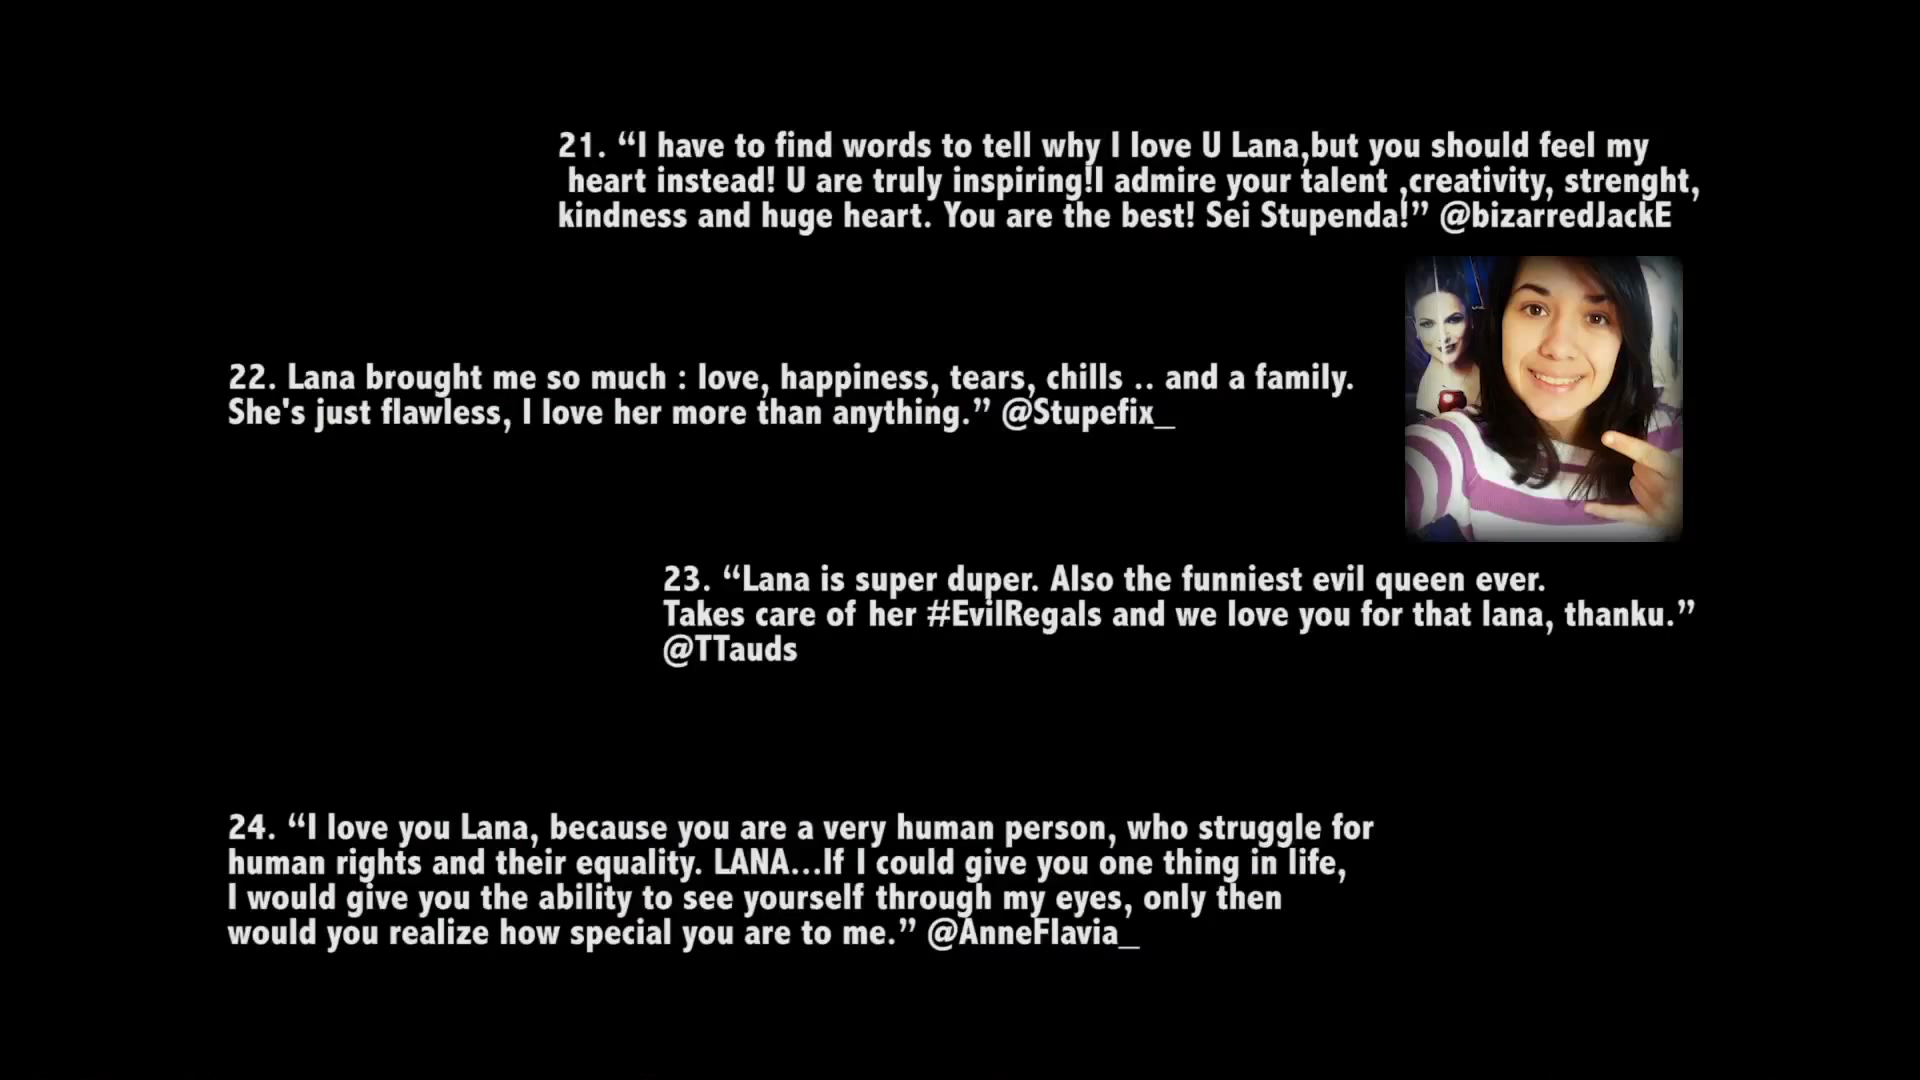 21. “I have to find words to tell why I love U Lana,but you should feel my
heart instead! U are truly inspiring!I admire your talent ,creativity, strenght,
kindness and huge heart. You are the best! Sei Stupenda!” @bizarredJackE
22. Lana brought me so much : love, happiness, tears, chills .. and a family.
She's just flawless, I love her more than anything.” @Stupefix_
23. “Lana is super duper. Also the funniest evil queen ever.
Takes care of her #EvilRegals and we love you for that lana, thanku.”
@TTauds
24. “I love you Lana, because you are a very human person, who struggle for
human rights and their equality. LANA...If I could give you one thing in life,
I would give you the ability to see yourself through my eyes, only then
would you realize how special you are to me.” @AnneFlavia_